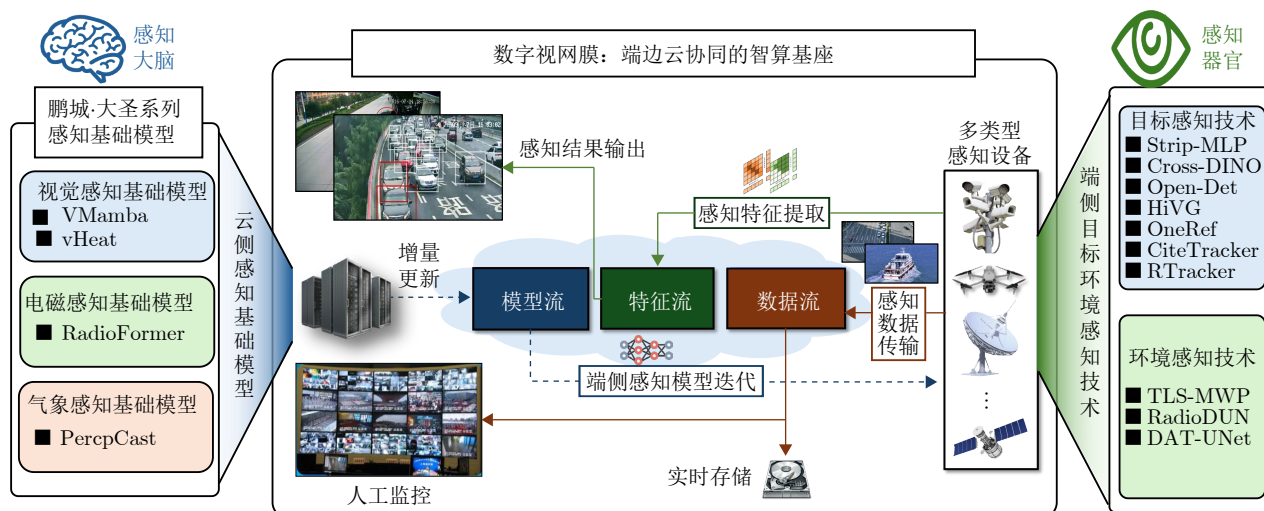 感知
大脑
鹏城·大圣系列
感知基础模型
视觉感知基础模型
VMamba
vHeat
电磁感知基础模型
RadioFormer
气象感知基础模型
PercpCast
云侧感知基础模型
数字视网膜：端边云协同的智算基座
感知结果输出
感知特征提取
多类型
感知设备
增量
更新
模型流
特征流
数据流
感知
数据
传输
端侧感知模型迭代
人工监控
实时存储
端侧目标环境感知技术
感知
器官
目标感知技术
Strip-MLP
Cross-DINO
Open-Det
HiVG
OneRef
CiteTracker
RTracker
环境感知技术
TLS-MWP
RadioDUN
DAT-UNet